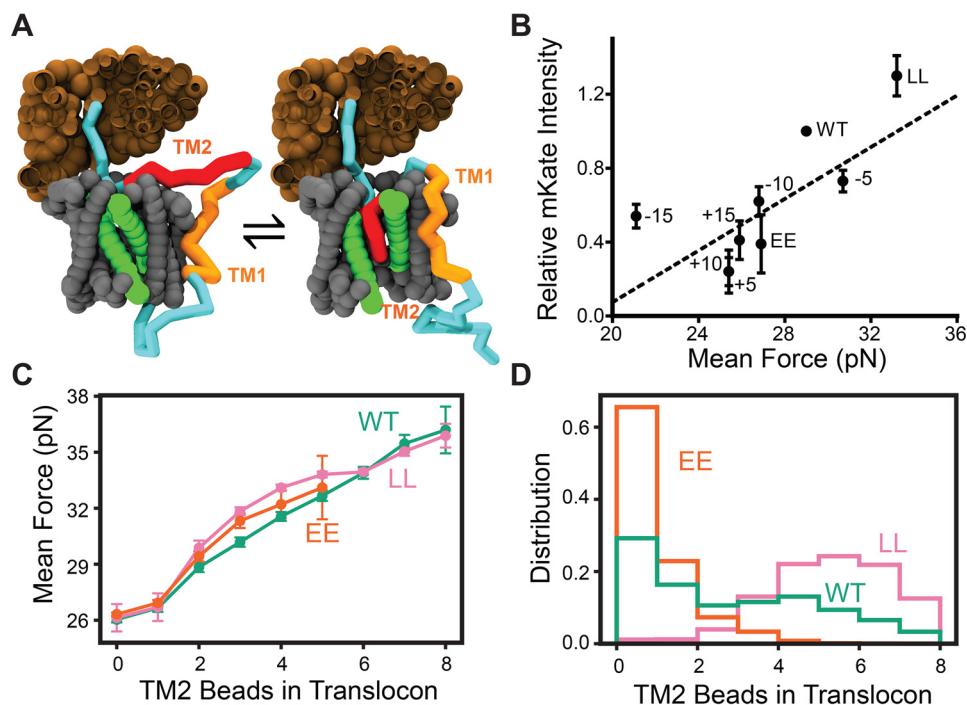 A
TM2
TM1
TM1
TM2
B
Relative mKate Intensity
1.2
0.8
0.4
0.0
LL
WT
-5
-10
-15
+15
EE
+10
+5
20 24 28 32 36
Mean Force (pN)
C
Mean Force (pN)
38
35
32
29
26
WT
LL
EE
0 2 4 6 8
TM2 Beads in Translocon
D
Distribution
0.6
0.4
0.2
0.0
EE
LL
WT
0 2 4 6 8
TM2 Beads in Translocon